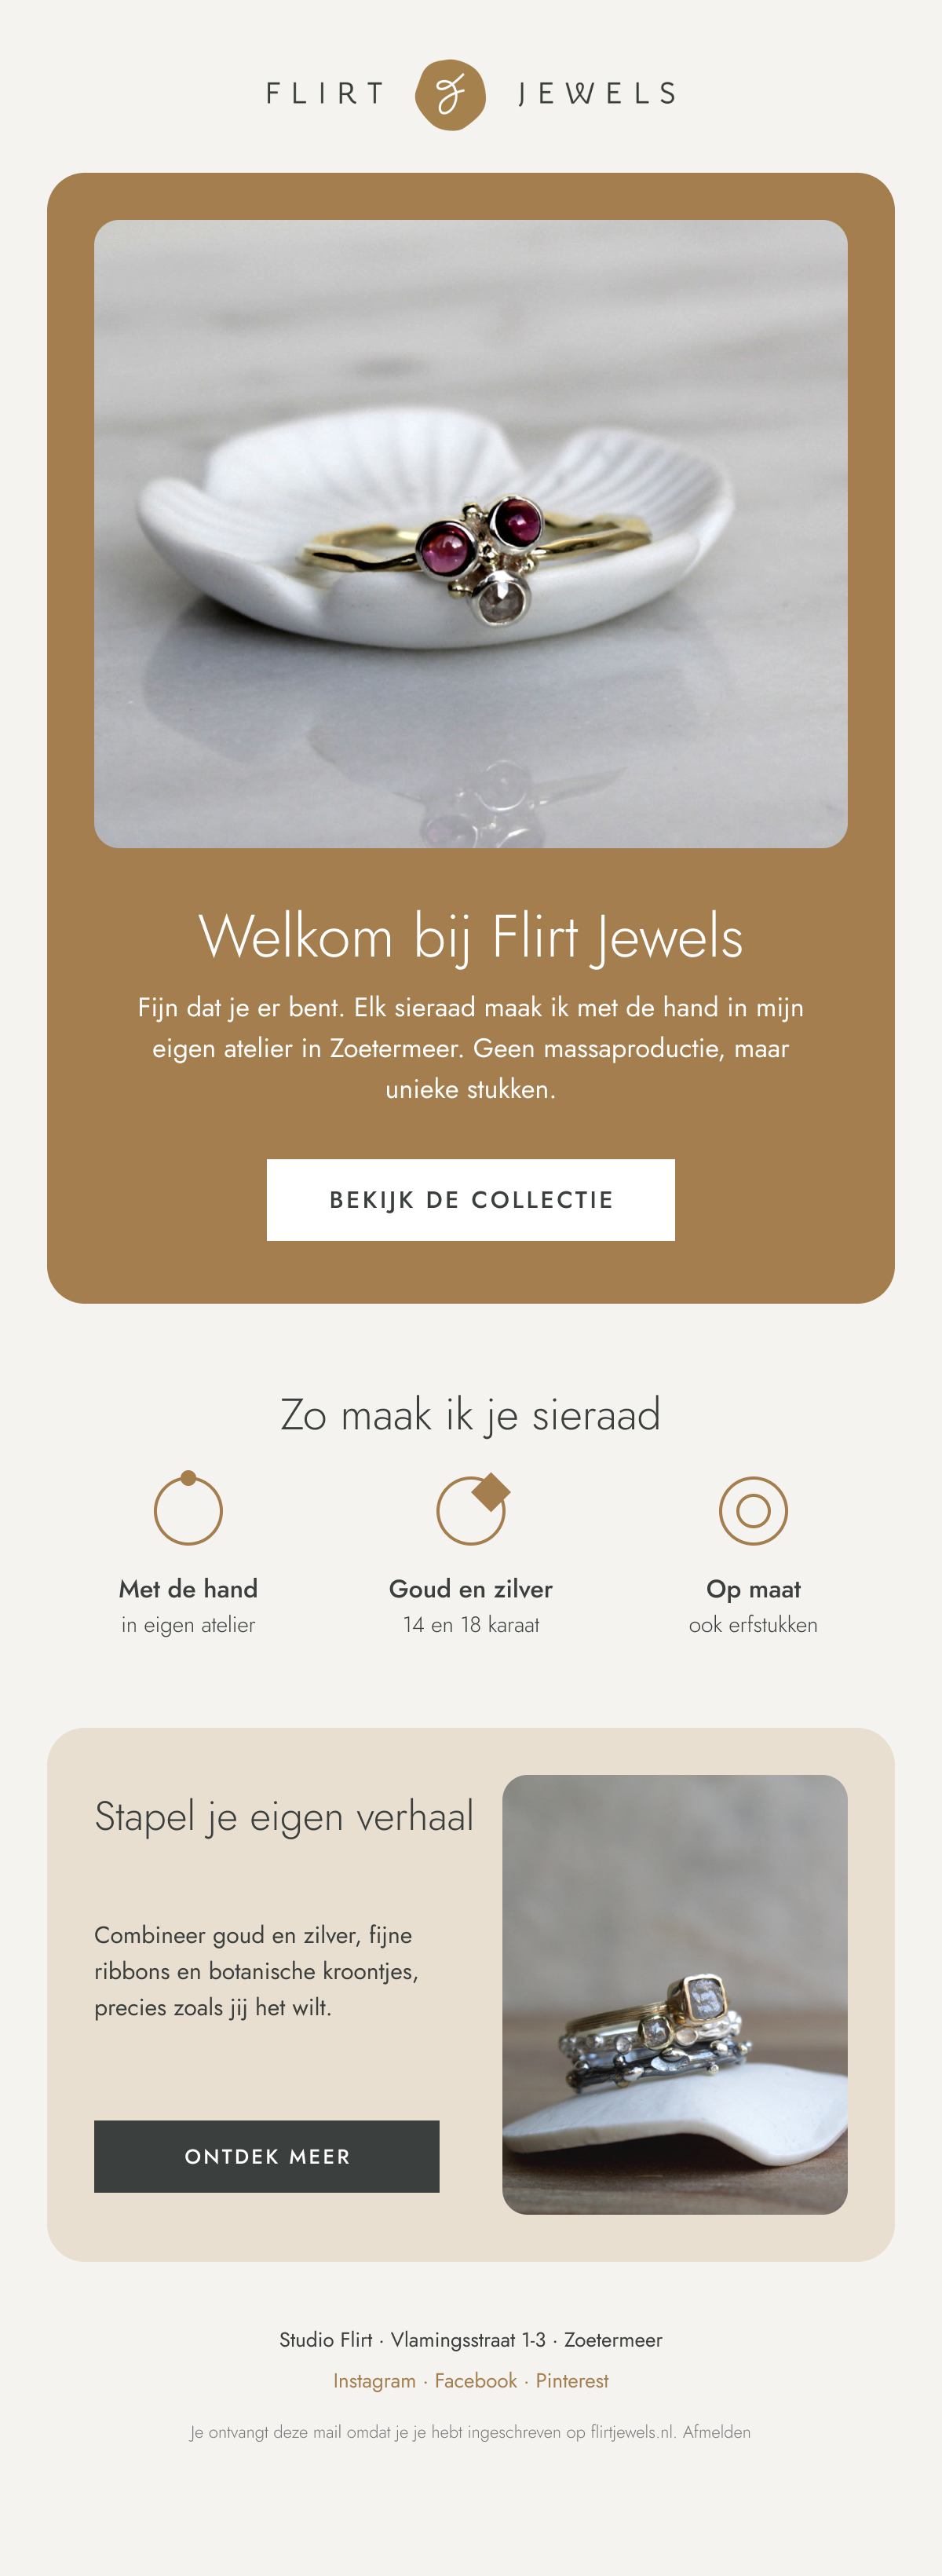 FLIRT JEWELS
Welkom bij Flirt Jewels
Fijn dat je er bent. Elk sieraad maak ik met de hand in mijn
eigen atelier in Zoetermeer. Geen massaproductie, maar
unieke stukken.
BEKIJK DE COLLECTIE
Zo maak ik je sieraad
Met de hand
in eigen atelier
Goud en zilver
14 en 18 karaat
Op maat
ook erfstukken
Stapel je eigen verhaal
Combineer goud en zilver, fijne
ribbons en botanische kroontjes,
precies zoals jij het wilt.
ONTDEK MEER
Studio Flirt · Vlamingsstraat 1-3 · Zoetermeer
Instagram · Facebook · Pinterest
Je ontvangt deze mail omdat je je hebt ingeschreven op flirtjewels.nl. Afmelden